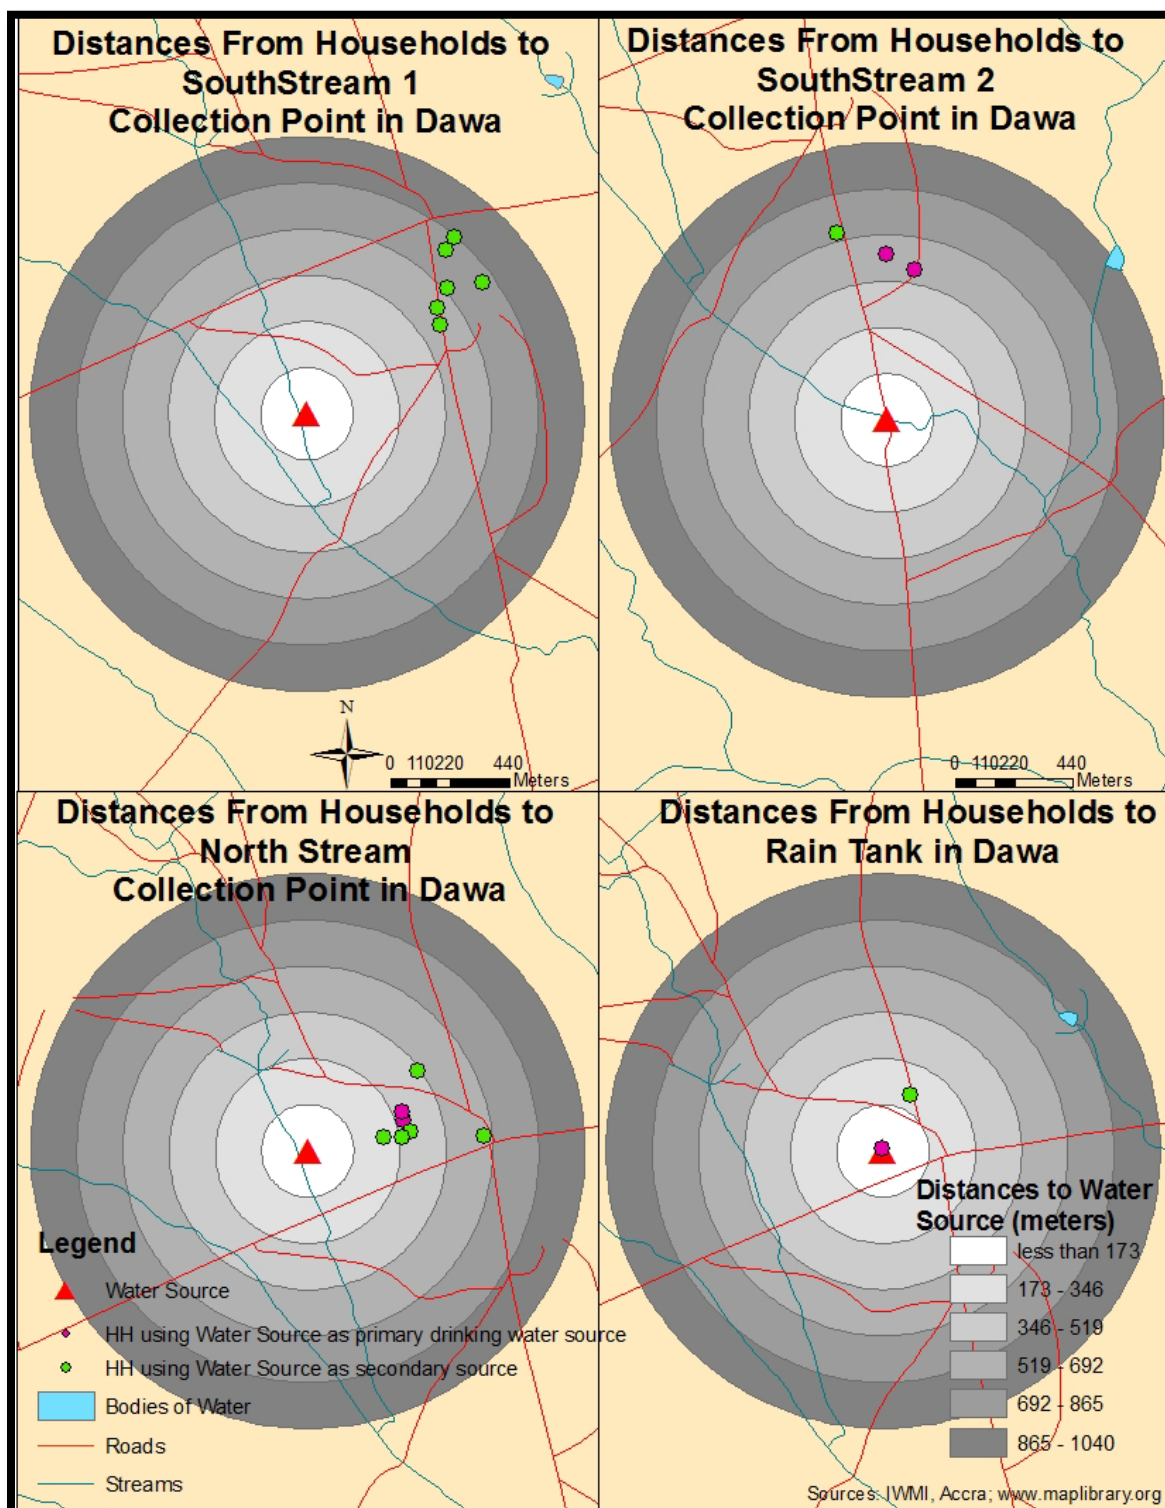 Distances From Households to
SouthStream 1
Collection Point in Dawa
N
0 110220 440
Meters
Distances From Households to
SouthStream 2
Collection Point in Dawa
0 110220 440
Meters
Distances From Households to
North Stream
Collection Point in Dawa
Legend
Water Source
HH using Water Source as primary drinking water source
HH using Water Source as secondary source
Bodies of Water
Roads
Streams
Distances From Households to
Rain Tank in Dawa
Distances to Water
Source (meters)
less than 173
173 - 346
346 - 519
519 - 692
692 - 865
865 - 1040
Sources: IWMI, Accra; www.maplibrary.org